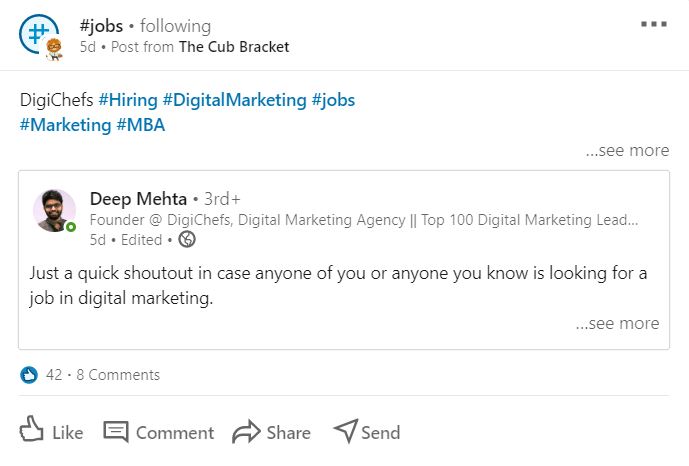 #jobs • following
5d • Post from The Cub Bracket
DigiChefs #Hiring #DigitalMarketing #jobs
#Marketing #MBA
...see more
Deep Mehta • 3rd+
Founder @ DigiChefs, Digital Marketing Agency || Top 100 Digital Marketing Lead...
5d • Edited •
Just a quick shoutout in case anyone of you or anyone you know is looking for a
job in digital marketing.
...see more
42 · 8 Comments
Like Comment Share Send